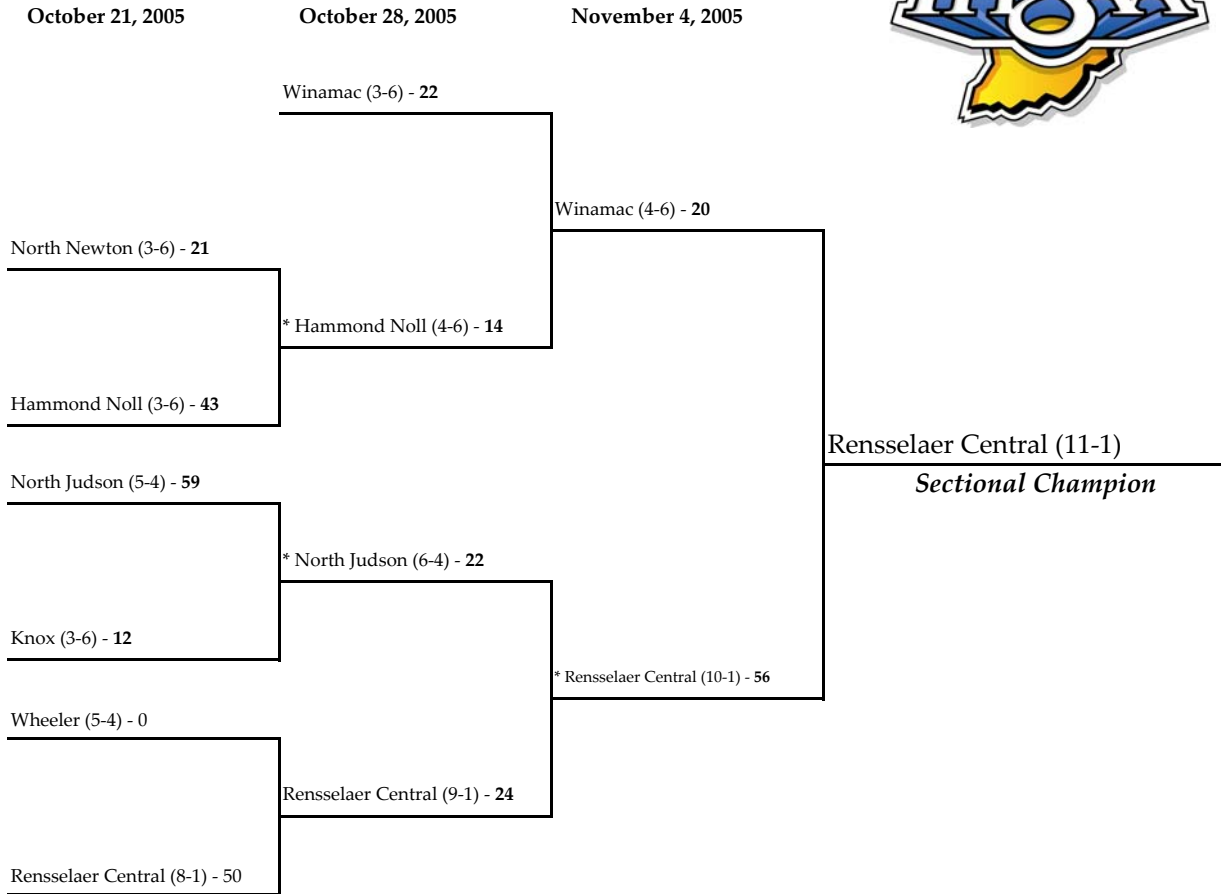 October 21, 2005 October 28, 2005 November 4, 2005
Winamac (3-6) - 22
Winamac (4-6) - 20
North Newton (3-6) - 21
* Hammond Noll (4-6) - 14
Hammond Noll (3-6) - 43
Rensselaer Central (11-1)
North Judson (5-4) - 59
Sectional Champion
* North Judson (6-4) - 22
Knox (3-6) - 12
* Rensselaer Central (10-1) - 56
Wheeler (5-4) - 0
Rensselaer Central (9-1) - 24
Rensselaer Central (8-1) - 50